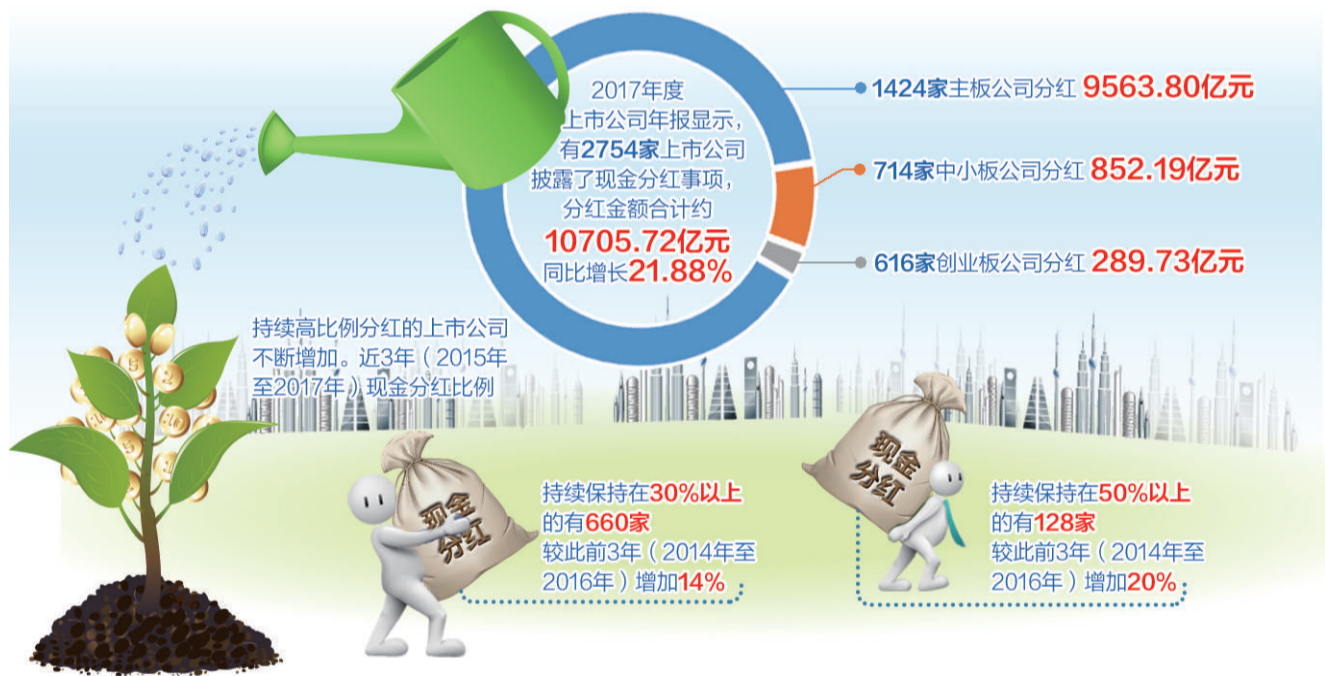 2017年度
上市公司年报显示，
有2754家上市公司
披露了现金分红事项，
分红金额合计约
10705.72亿元
同比增长21.88%
1424家主板公司分红 9563.80亿元
714家中小板公司分红 852.19亿元
616家创业板公司分红 289.73亿元
持续高比例分红的上市公司
不断增加。近3年（2015年
至2017年）现金分红比例
现金
分红
持续保持在30%以上
的有660家
较此前3年（2014年至
2016年）增加14%
现金
分红
持续保持在50%以上
的有128家
较此前3年（2014年至
2016年）增加20%